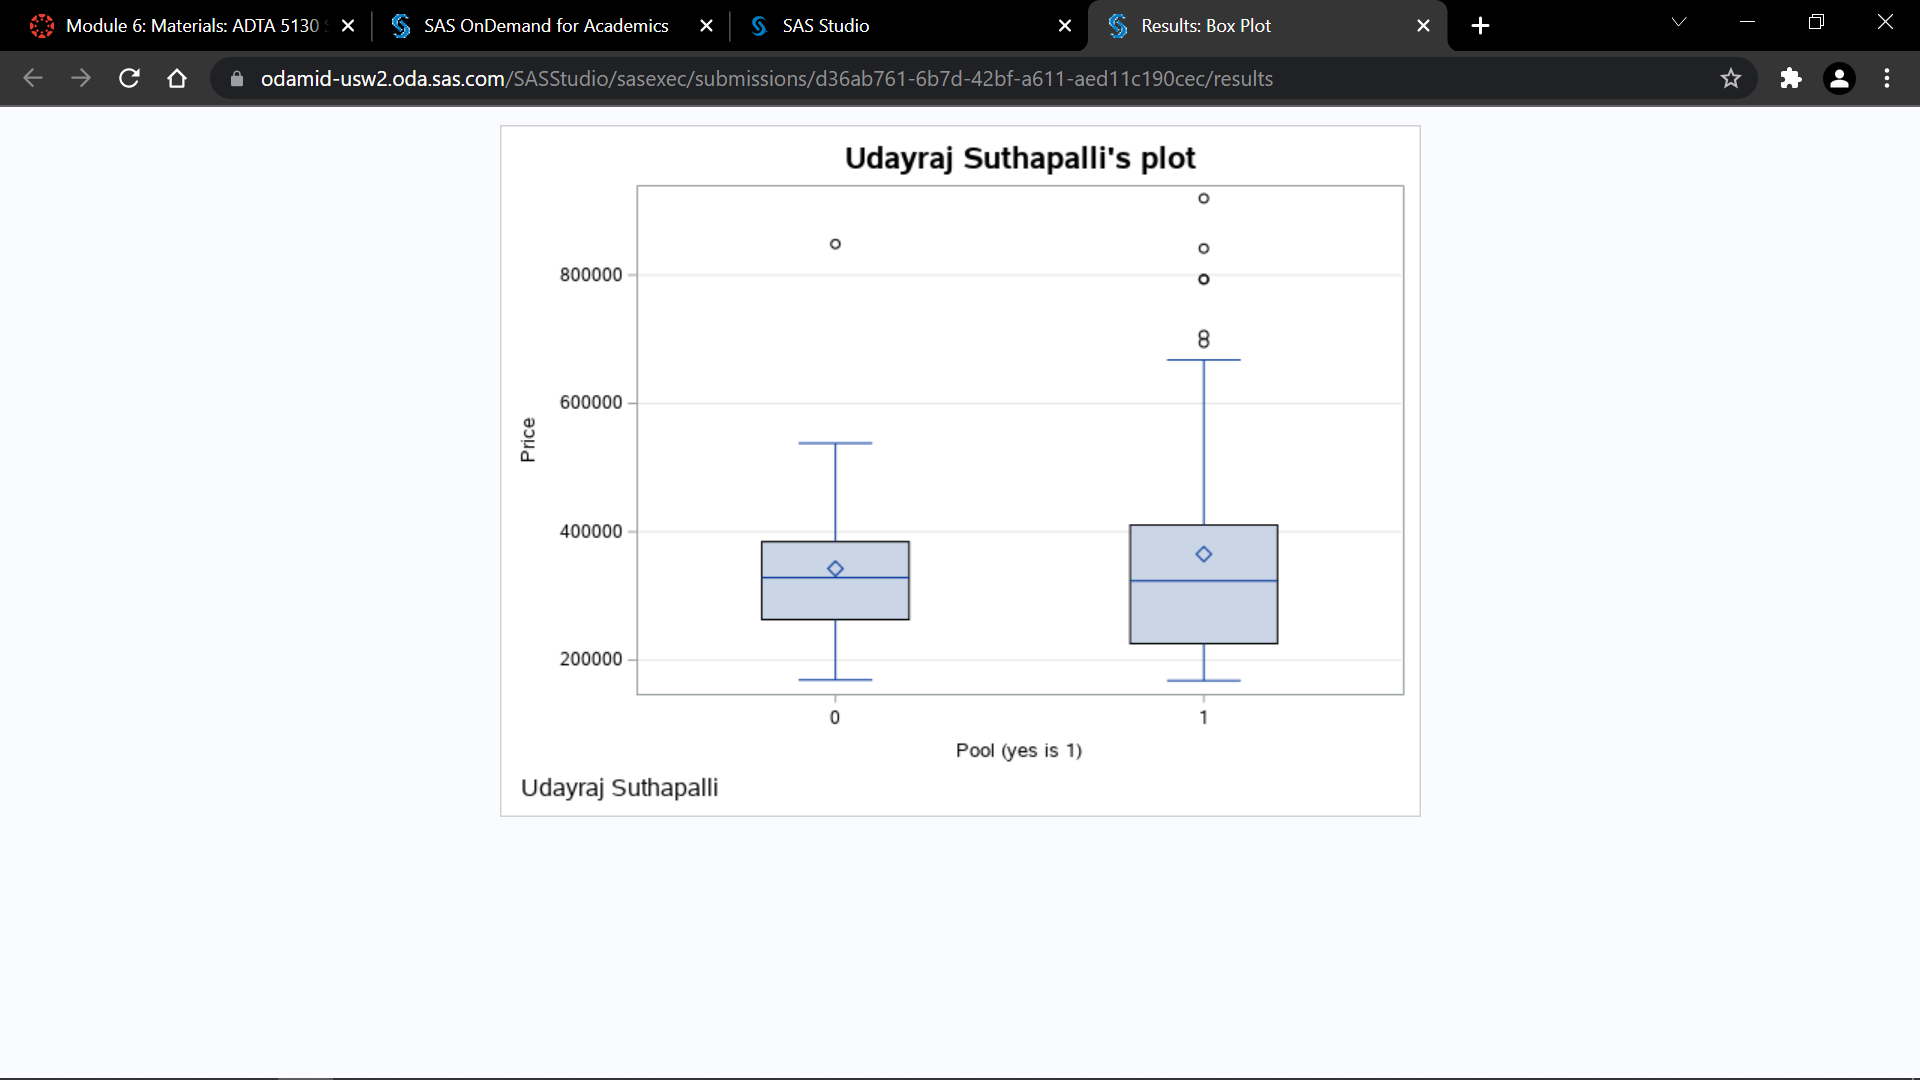 Module 6: Materials: ADTA 5130
SAS OnDemand for Academics
SAS Studio
Results: Box Plot
odamid-usw2.oda.sas.com/SASStudio/sasexec/submissions/d36ab761-6b7d-42bf-a611-aed11c190cec/results
Udayraj Suthapalli's plot
800000
600000
400000
200000
Price
0
1
Pool (yes is 1)
Udayraj Suthapalli